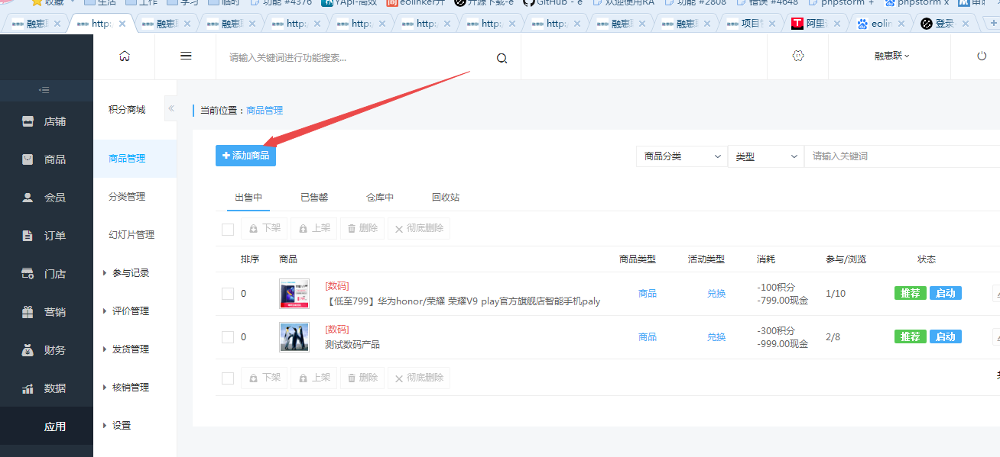 收藏 生活 工作 学习 临时 功能 #4376 YApi-高效 eolinker开 开源下载-e GitHub - e 欢迎使用RA 功能 #2808 错误 #4648 phpstorm + phpstorm x
融惠 http: 融惠 融惠 http: http: http: http: http: 融惠 融惠 项目 阿里 eolin 登录
请输入关键词进行功能搜索...
融惠联
店铺
商品
会员
订单
门店
营销
财务
数据
应用
积分商城
商品管理
分类管理
幻灯片管理
参与记录
评价管理
发货管理
核销管理
设置
当前位置：商品管理
添加商品
商品分类 类型 请输入关键词
出售中 已售罄 仓库中 回收站
下架 上架 删除 彻底删除
排序 商品 商品类型 活动类型 消耗 参与/浏览 状态
0 [数码] 商品 兑换 -100积分 1/10 推荐 启动
【低至799】华为honor/荣耀 荣耀V9 play官方旗舰店智能手机paly -799.00现金
0 [数码] 商品 兑换 -300积分 2/8 推荐 启动
测试数码产品 -999.00现金
下架 上架 删除 彻底删除